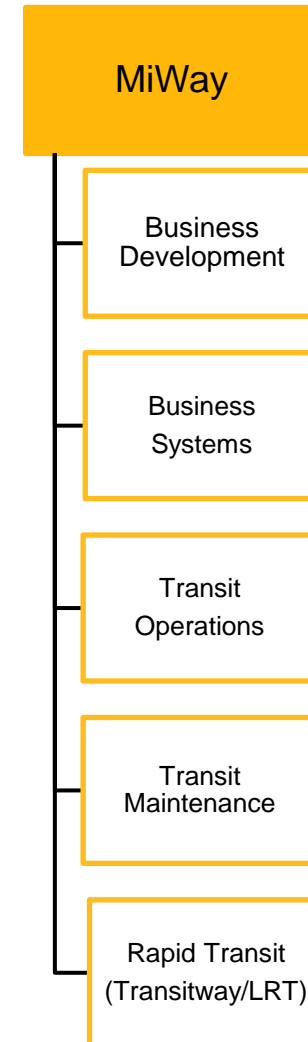 MiWay
Business
Development
Business
Systems
Transit
Operations
Transit
Maintenance
Rapid Transit
(Transitway/LRT)